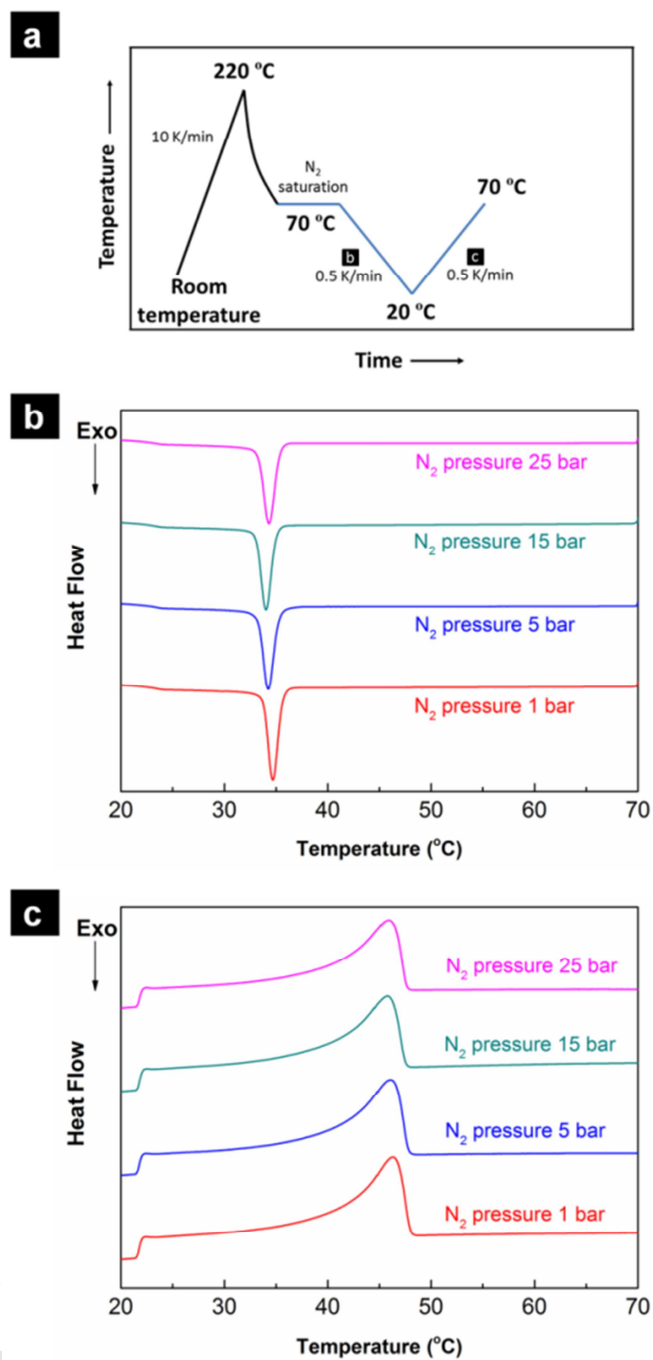 a
220 °C
10 K/min
N₂
saturation
70 °C
70 °C
b
0.5 K/min
c
0.5 K/min
20 °C
Room
temperature
Temperature
Time
b
Exo
N₂ pressure 25 bar
N₂ pressure 15 bar
N₂ pressure 5 bar
N₂ pressure 1 bar
Heat Flow
20 30 40 50 60 70
Temperature (°C)
c
Exo
N₂ pressure 25 bar
N₂ pressure 15 bar
N₂ pressure 5 bar
N₂ pressure 1 bar
Heat Flow
20 30 40 50 60 70
Temperature (°C)